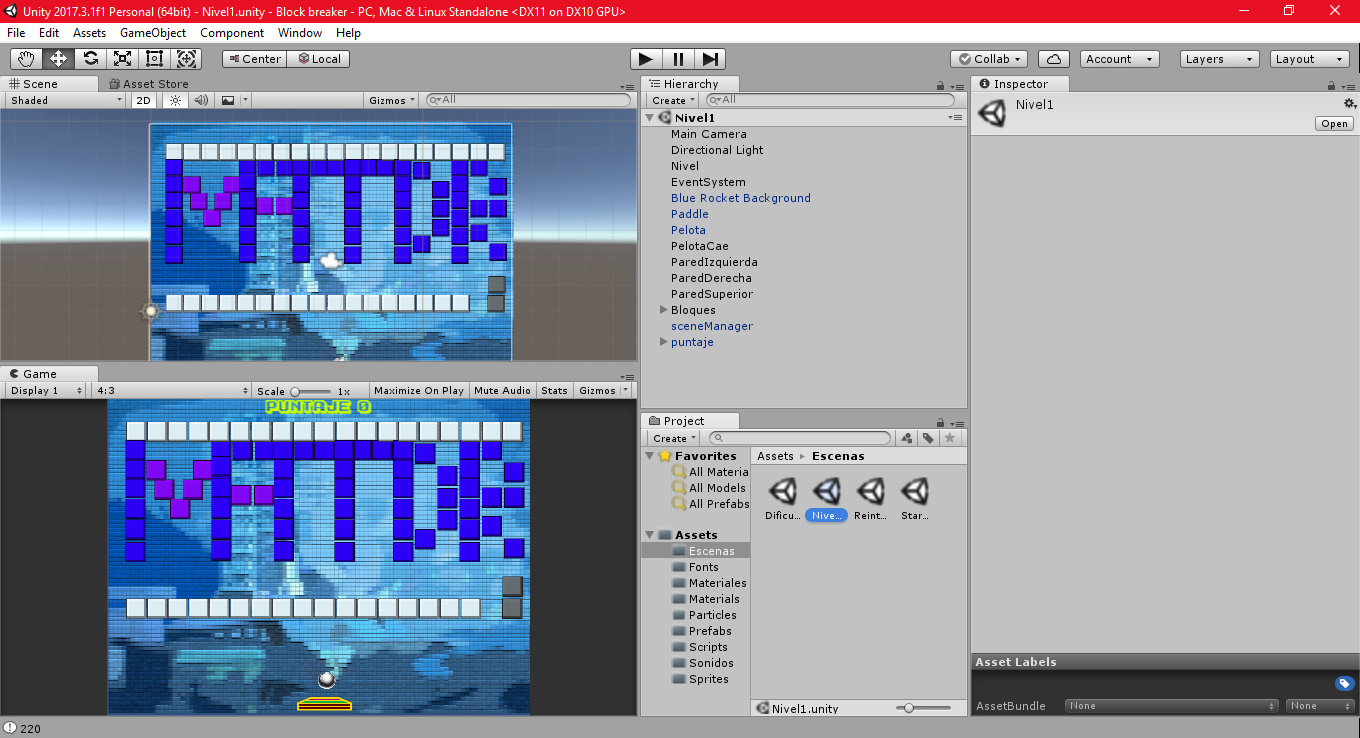 Unity 2017.3.1f1 Personal (64bit) - Nivel1.unity - Block breaker - PC, Mac & Linux Standalone <DX11 on DX10 GPU>
File Edit Assets GameObject Component Window Help
Center Local Collab Account Layers Layout
Scene Asset Store
Shaded 2D Gizmos All
Hierarchy
Create All
Nivel1
Main Camera
Directional Light
Nivel
EventSystem
Blue Rocket Background
Paddle
Pelota
PelotaCae
ParedIzquierda
ParedDerecha
ParedSuperior
Bloques
sceneManager
puntaje
Inspector
Nivel1
Open
Game
Display 1 4:3 Scale 1x Maximize On Play Mute Audio Stats Gizmos
PUNTAJE 0
Project
Create
Favorites
All Materia
All Models
All Prefabs
Assets
Escenas
Fonts
Materiales
Materials
Particles
Prefabs
Scripts
Sonidos
Sprites
Assets Escenas
Dificu... Nive... Reint... Star...
Nivel1.unity
Asset Labels
AssetBundle None None
220